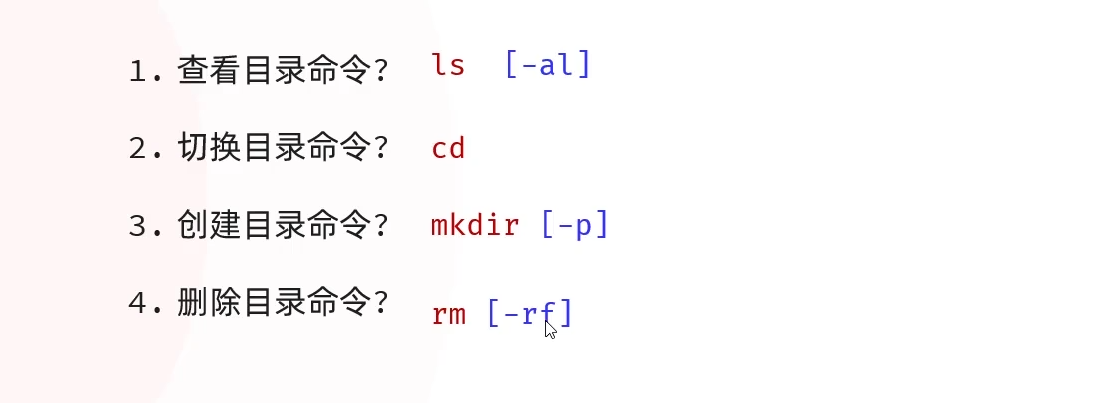 1. 查看目录命令？ ls [-al]
2. 切换目录命令？ cd
3. 创建目录命令？ mkdir [-p]
4. 删除目录命令？ rm [-rf]